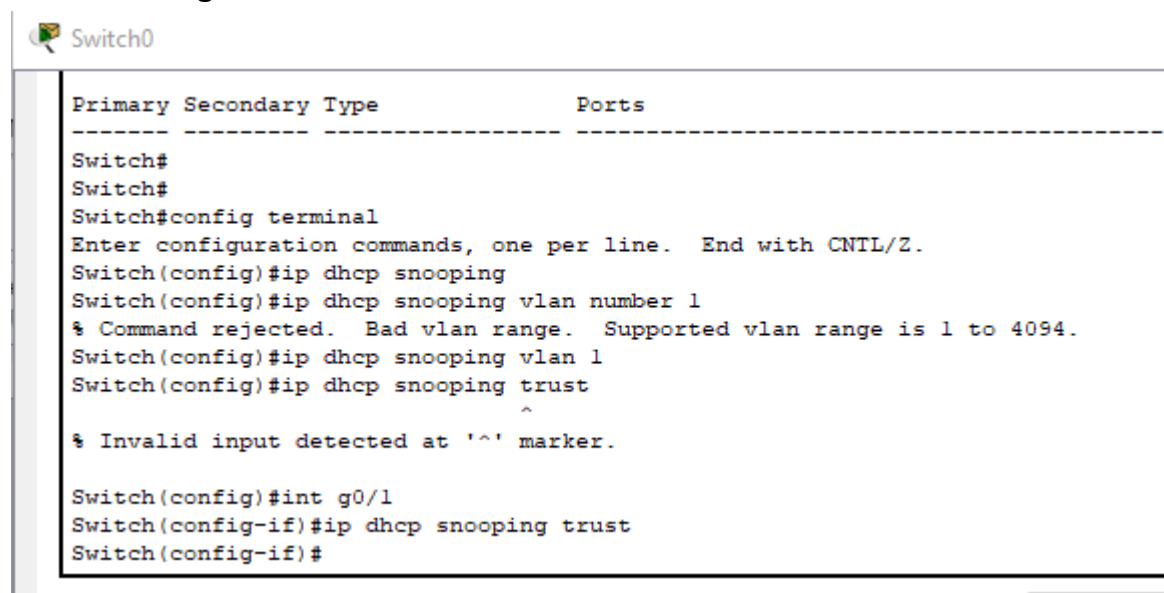 Switch0
Primary Secondary Type Ports
------- --------- ----------------- ------------------------------------------
Switch#
Switch#
Switch#config terminal
Enter configuration commands, one per line.  End with CNTL/Z.
Switch(config)#ip dhcp snooping
Switch(config)#ip dhcp snooping vlan number 1
% Command rejected.  Bad vlan range.  Supported vlan range is 1 to 4094.
Switch(config)#ip dhcp snooping vlan 1
Switch(config)#ip dhcp snooping trust
^
% Invalid input detected at '^' marker.
Switch(config)#int g0/1
Switch(config-if)#ip dhcp snooping trust
Switch(config-if)#